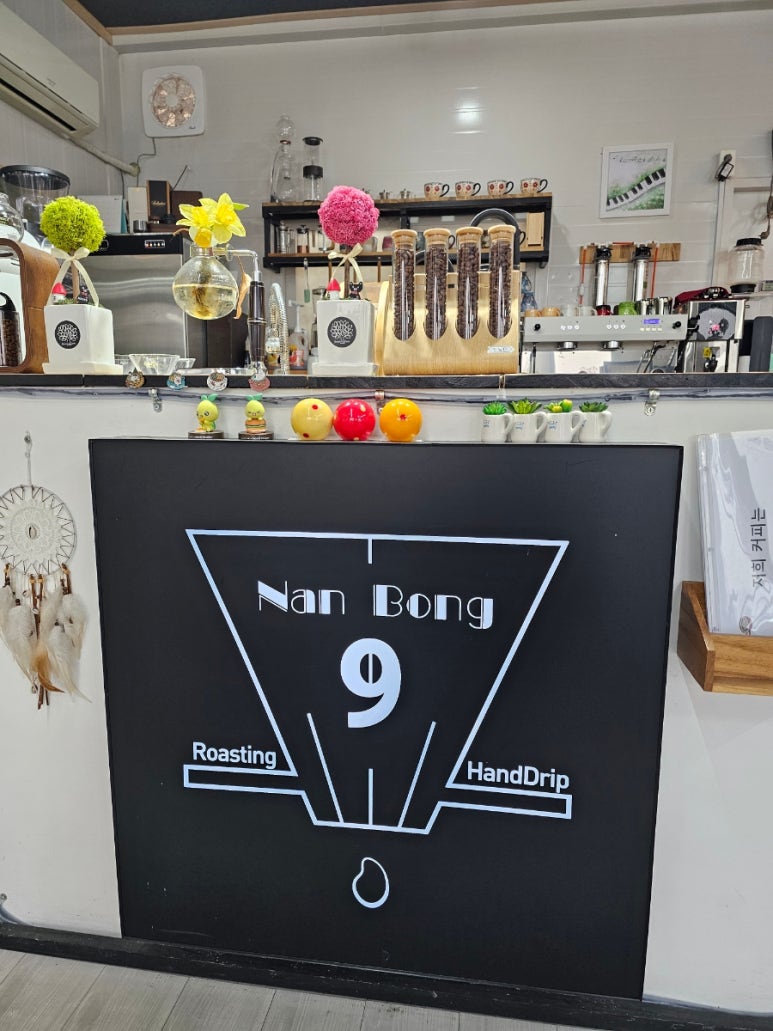 Nan Bong
9
Roasting
HandDrip
저희 커피는